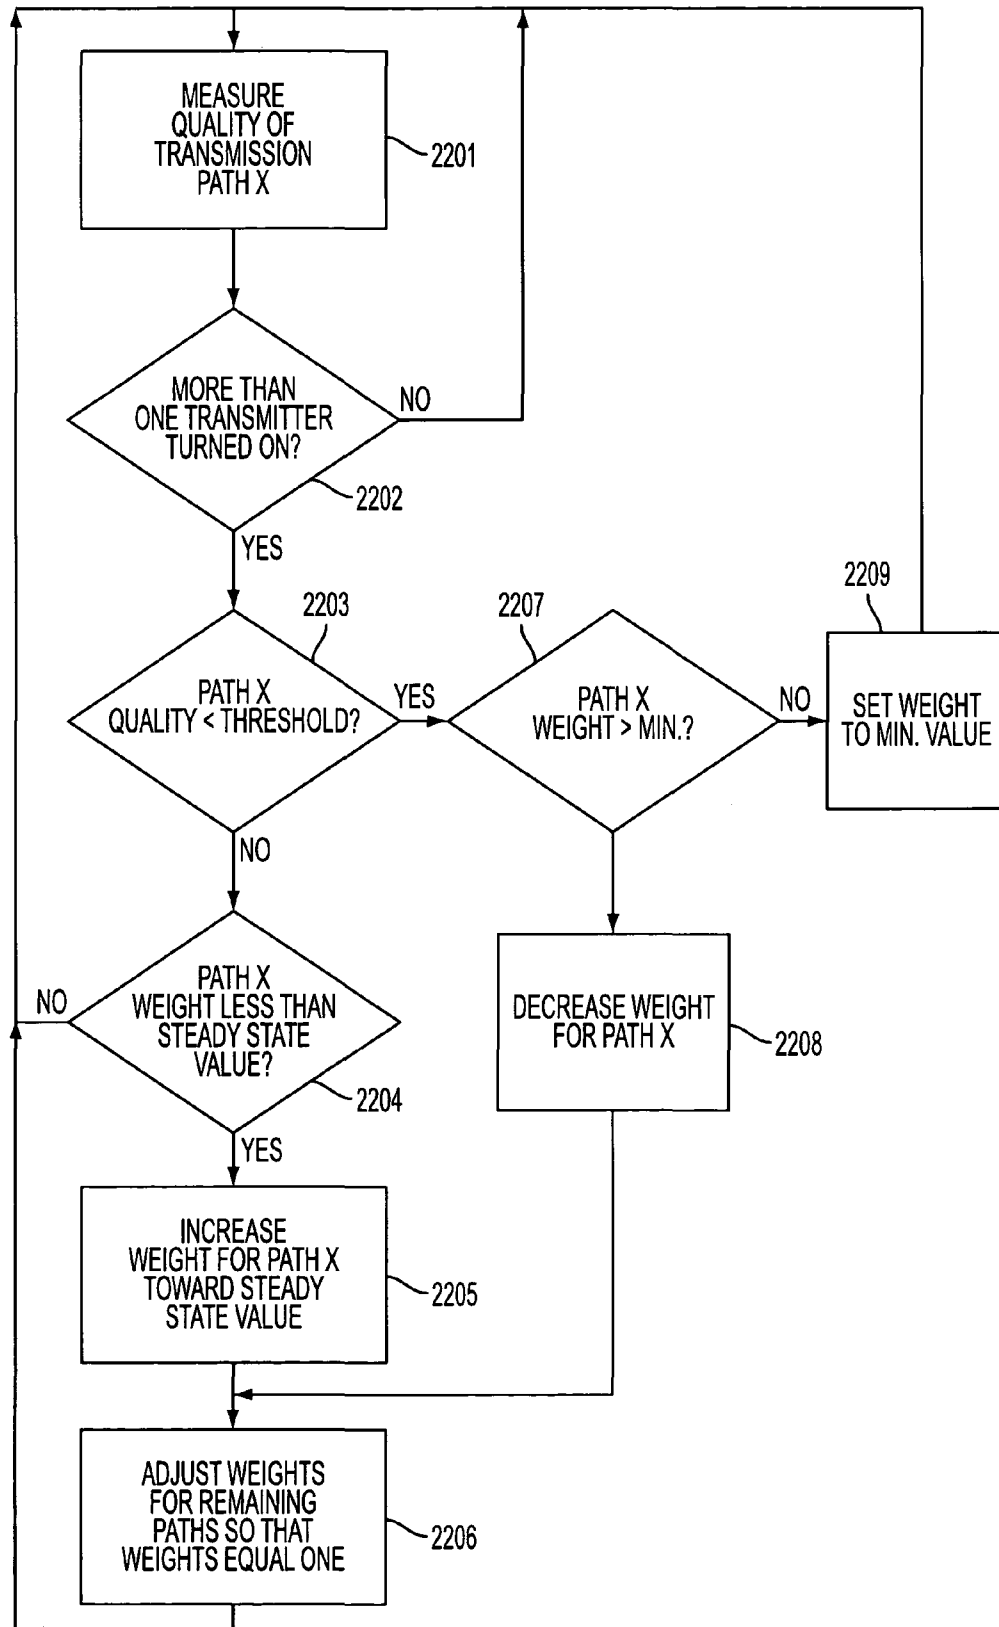 MEASURE
QUALITY OF
TRANSMISSION
PATH X
2201
MORE THAN
ONE TRANSMITTER
TURNED ON?
NO
2202
YES
2203
PATH X
QUALITY < THRESHOLD?
YES
2207
PATH X
WEIGHT > MIN.?
NO
2209
SET WEIGHT
TO MIN. VALUE
NO
PATH X
WEIGHT LESS THAN
STEADY STATE
VALUE?
NO
2204
YES
DECREASE WEIGHT
FOR PATH X
2208
INCREASE
WEIGHT FOR PATH X
TOWARD STEADY
STATE VALUE
2205
ADJUST WEIGHTS
FOR REMAINING
PATHS SO THAT
WEIGHTS EQUAL ONE
2206